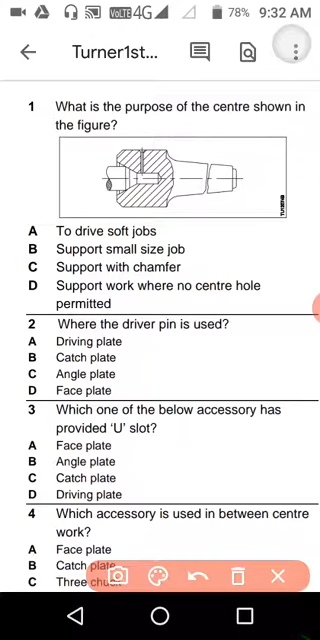 VoLTE 4G 78% 9:32 AM
Turner1st...
1 What is the purpose of the centre shown in
the figure?
A To drive soft jobs
B Support small size job
C Support with chamfer
D Support work where no centre hole
permitted
2 Where the driver pin is used?
A Driving plate
B Catch plate
C Angle plate
D Face plate
3 Which one of the below accessory has
provided ‘U’ slot?
A Face plate
B Angle plate
C Catch plate
D Driving plate
4 Which accessory is used in between centre
work?
A Face plate
B Catch plate
C Three chuck